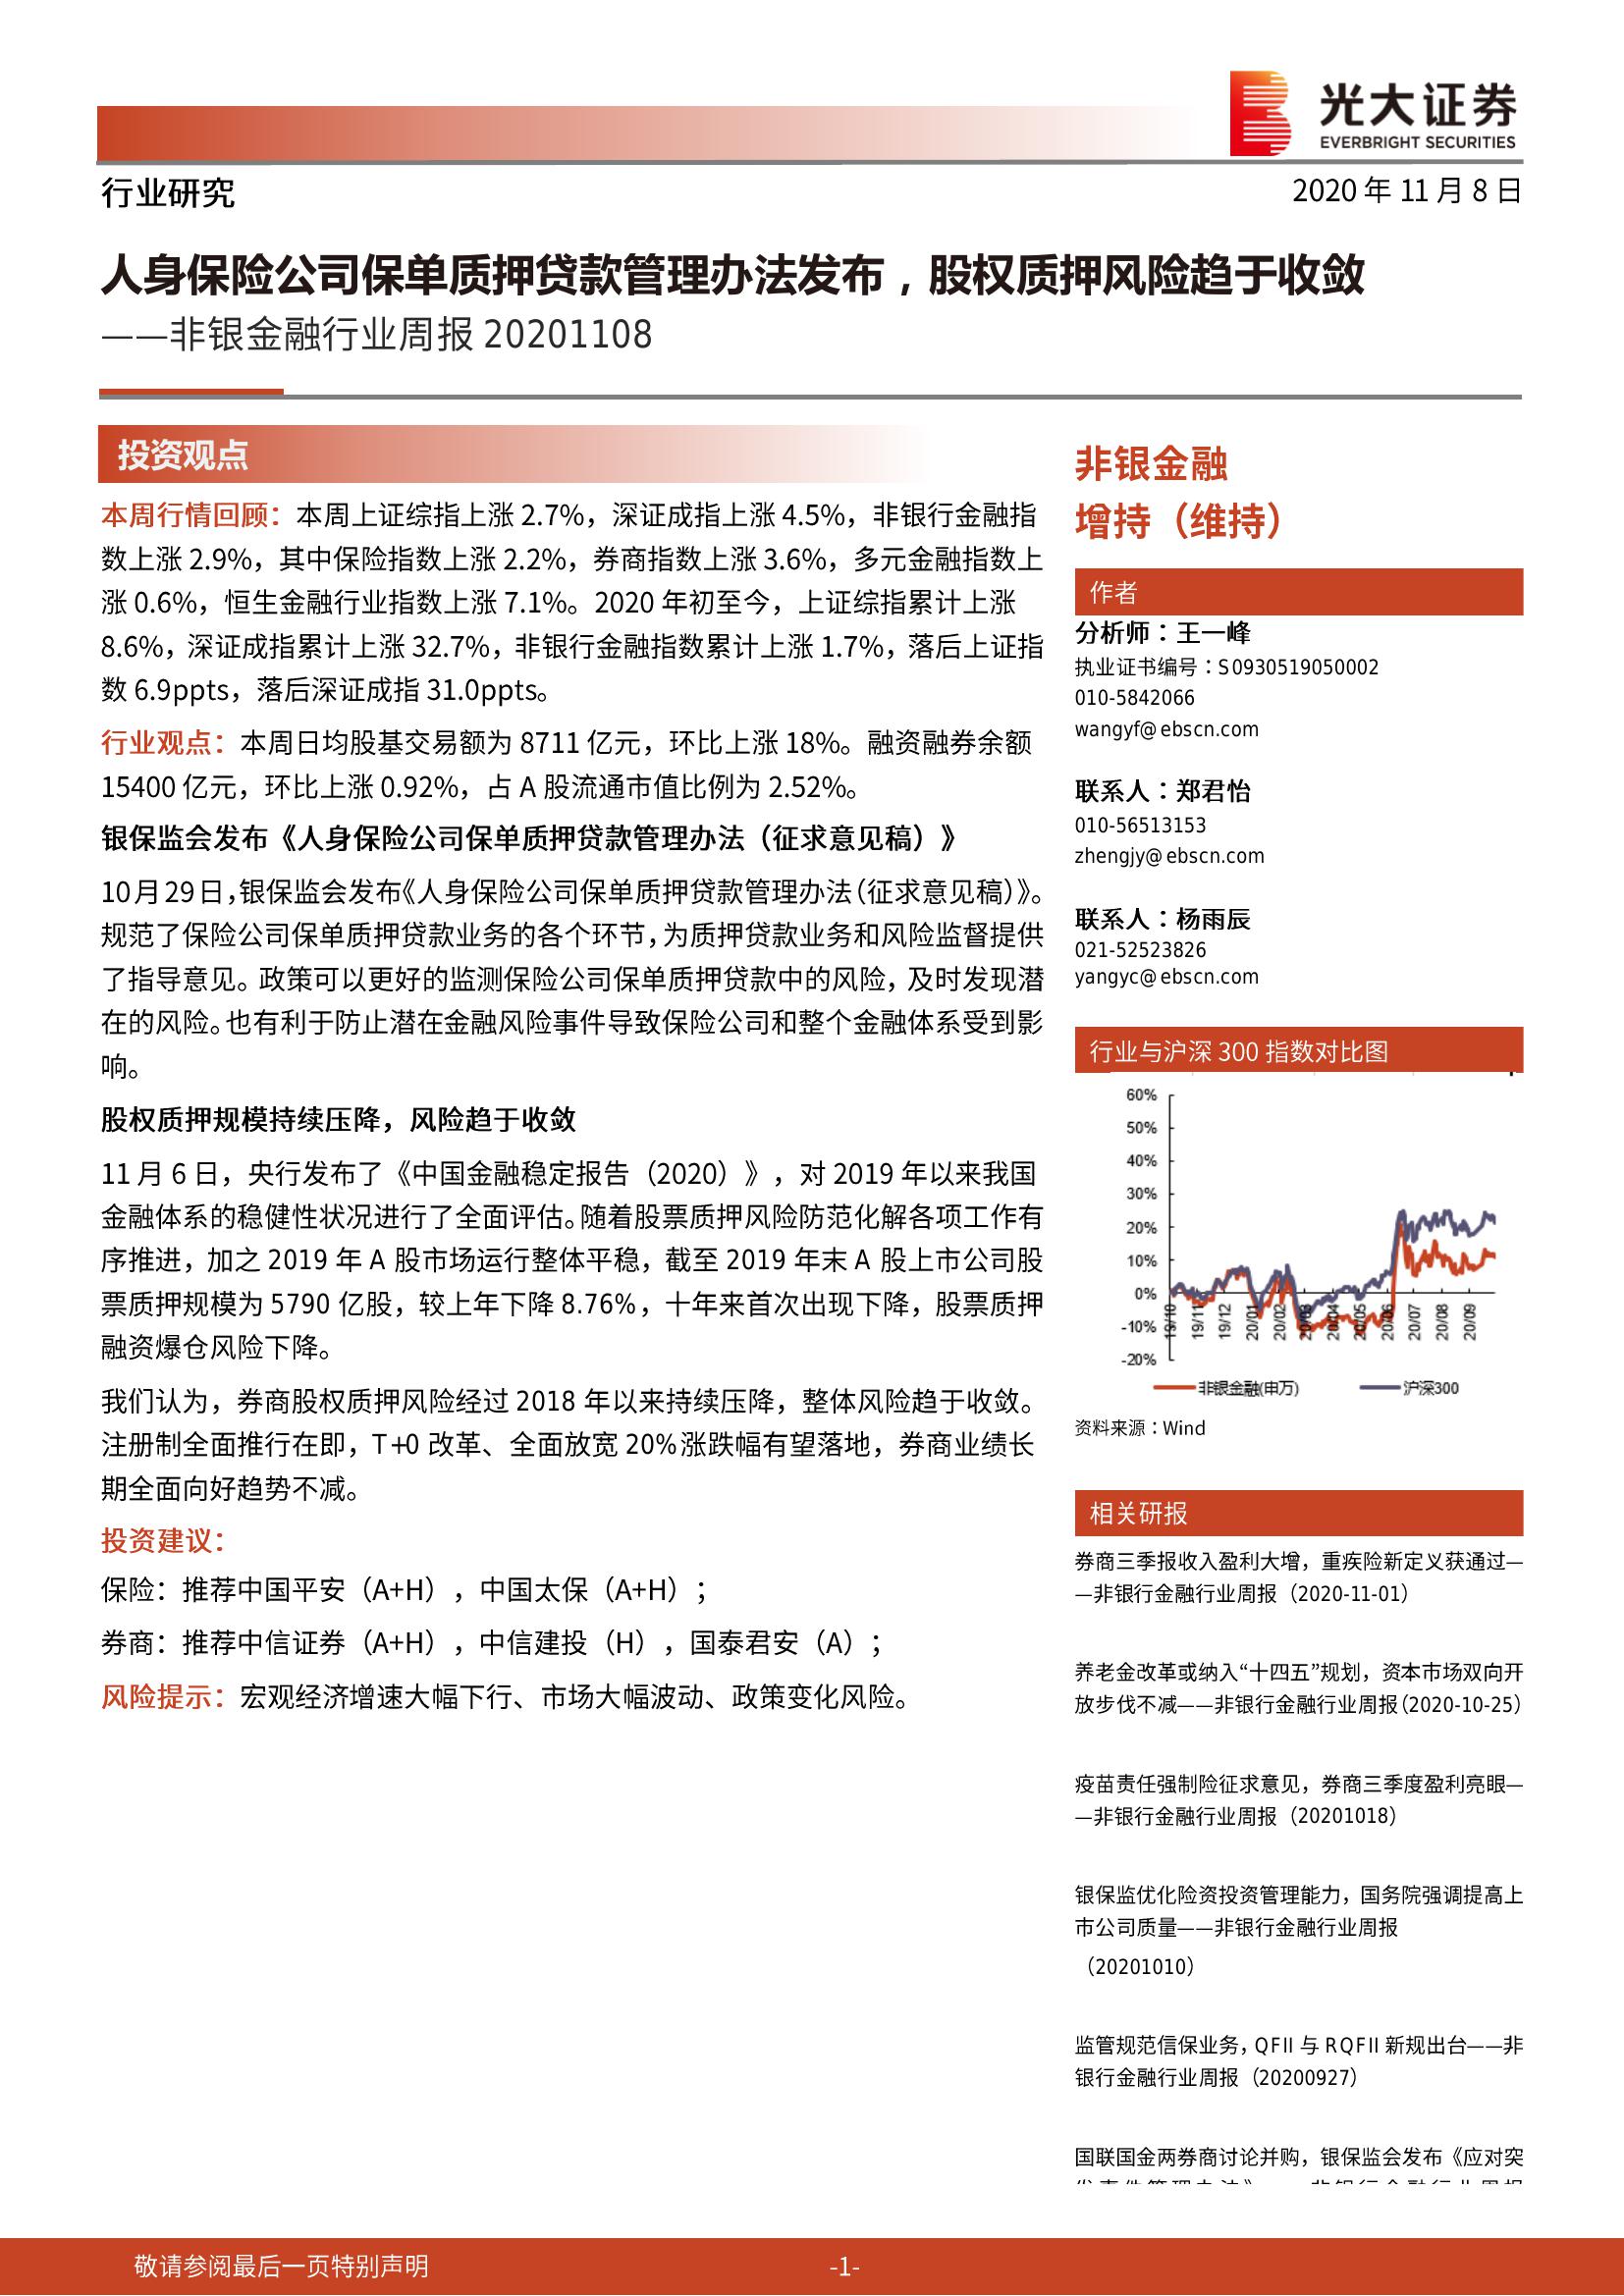 光大证券
EVERBRIGHT SECURITIES
行业研究
2020 年 11 月 8 日
人身保险公司保单质押贷款管理办法发布，股权质押风险趋于收敛
——非银金融行业周报 20201108
投资观点
本周行情回顾：本周上证综指上涨 2.7%，深证成指上涨 4.5%，非银行金融指
数上涨 2.9%，其中保险指数上涨 2.2%，券商指数上涨 3.6%，多元金融指数上
涨 0.6%，恒生金融行业指数上涨 7.1%。2020 年初至今，上证综指累计上涨
8.6%，深证成指累计上涨 32.7%，非银行金融指数累计上涨 1.7%，落后上证指
数 6.9ppts，落后深证成指 31.0ppts。
行业观点：本周日均股基交易额为 8711 亿元，环比上涨 18%。融资融券余额
15400 亿元，环比上涨 0.92%，占 A 股流通市值比例为 2.52%。
银保监会发布《人身保险公司保单质押贷款管理办法（征求意见稿）》
10月29日，银保监会发布《人身保险公司保单质押贷款管理办法（征求意见稿）》。
规范了保险公司保单质押贷款业务的各个环节，为质押贷款业务和风险监督提供
了指导意见。政策可以更好的监测保险公司保单质押贷款中的风险，及时发现潜
在的风险。也有利于防止潜在金融风险事件导致保险公司和整个金融体系受到影
响。
股权质押规模持续压降，风险趋于收敛
11 月 6 日，央行发布了《中国金融稳定报告（2020）》，对 2019 年以来我国
金融体系的稳健性状况进行了全面评估。随着股票质押风险防范化解各项工作有
序推进，加之 2019 年 A 股市场运行整体平稳，截至 2019 年末 A 股上市公司股
票质押规模为 5790 亿股，较上年下降 8.76%，十年来首次出现下降，股票质押
融资爆仓风险下降。
我们认为，券商股权质押风险经过 2018 年以来持续压降，整体风险趋于收敛。
注册制全面推行在即，T+0 改革、全面放宽 20%涨跌幅有望落地，券商业绩长
期全面向好趋势不减。
投资建议：
保险：推荐中国平安（A+H），中国太保（A+H）；
券商：推荐中信证券（A+H），中信建投（H），国泰君安（A）；
风险提示：宏观经济增速大幅下行、市场大幅波动、政策变化风险。
非银金融
增持（维持）
作者
分析师：王一峰
执业证书编号：S0930519050002
010-5842066
wangyf@ebscn.com
联系人：郑君怡
010-56513153
zhengjy@ebscn.com
联系人：杨雨辰
021-52523826
yangyc@ebscn.com
行业与沪深 300 指数对比图
60%
50%
40%
30%
20%
10%
0%
-10%
-20%
19/10 19/11 19/12 20/01 20/02 20/03 20/04 20/05 20/06 20/07 20/08 20/09
非银金融(申万) 沪深300
资料来源：Wind
相关研报
券商三季报收入盈利大增，重疾险新定义获通过—
—非银行金融行业周报（2020-11-01）
养老金改革或纳入“十四五”规划，资本市场双向开
放步伐不减——非银行金融行业周报（2020-10-25）
疫苗责任强制险征求意见，券商三季度盈利亮眼—
—非银行金融行业周报（20201018）
银保监优化险资投资管理能力，国务院强调提高上
市公司质量——非银行金融行业周报
（20201010）
监管规范信保业务，QFII 与 RQFII 新规出台——非
银行金融行业周报（20200927）
国联国金两券商讨论并购，银保监会发布《应对突
敬请参阅最后一页特别声明
-1-